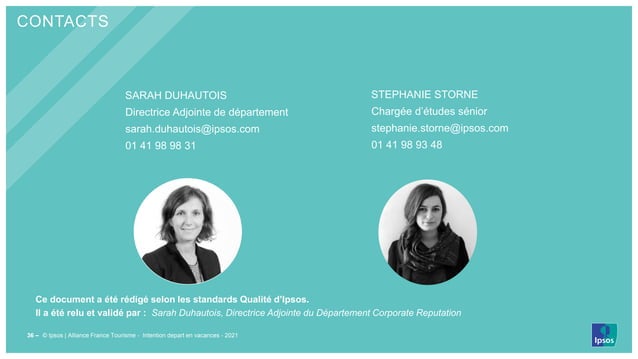 CONTACTS
SARAH DUHAUTOIS
Directrice Adjointe de département
sarah.duhautois@ipsos.com
01 41 98 98 31
STEPHANIE STORNE
Chargée d'études sénior
stephanie.storne@ipsos.com
01 41 98 93 48
Ce document a été rédigé selon les standards Qualité d'Ipsos.
Il a été relu et validé par : Sarah Duhautois, Directrice Adjointe du Département Corporate Reputation
36 – © Ipsos | Alliance France Tourisme - Intention depart en vacances - 2021
Ipsos